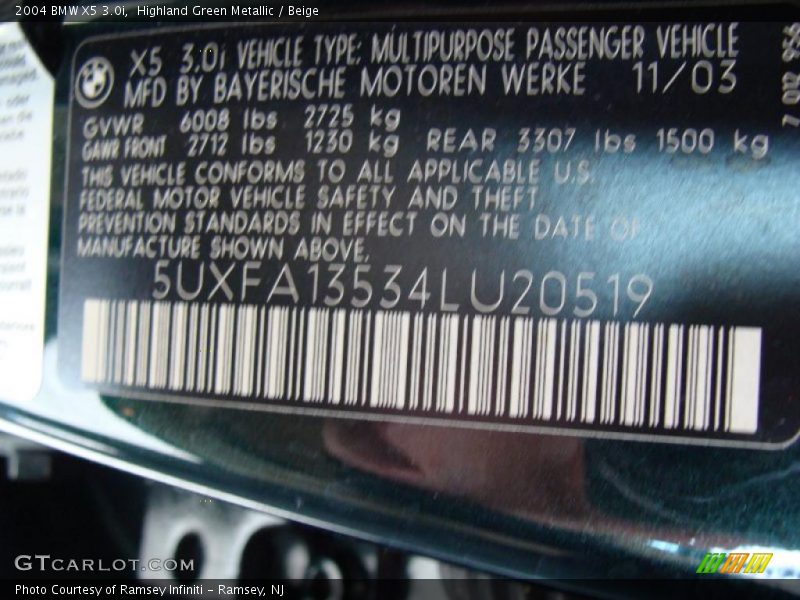 2004 BMW X5 3.0i, Highland Green Metallic / Beige
X5 3.0i VEHICLE TYPE: MULTIPURPOSE PASSENGER VEHICLE
MFD BY BAYERISCHE MOTOREN WERKE 11/03
GVWR 6008 lbs 2725 kg
GAWR FRONT 2712 lbs 1230 kg REAR 3307 lbs 1500 kg
THIS VEHICLE CONFORMS TO ALL APPLICABLE U.S.
FEDERAL MOTOR VEHICLE SAFETY AND THEFT
PREVENTION STANDARDS IN EFFECT ON THE DATE OF
MANUFACTURE SHOWN ABOVE.
5UXFA13534LU20519
GTCARLOT.COM
Photo Courtesy of Ramsey Infiniti - Ramsey, NJ